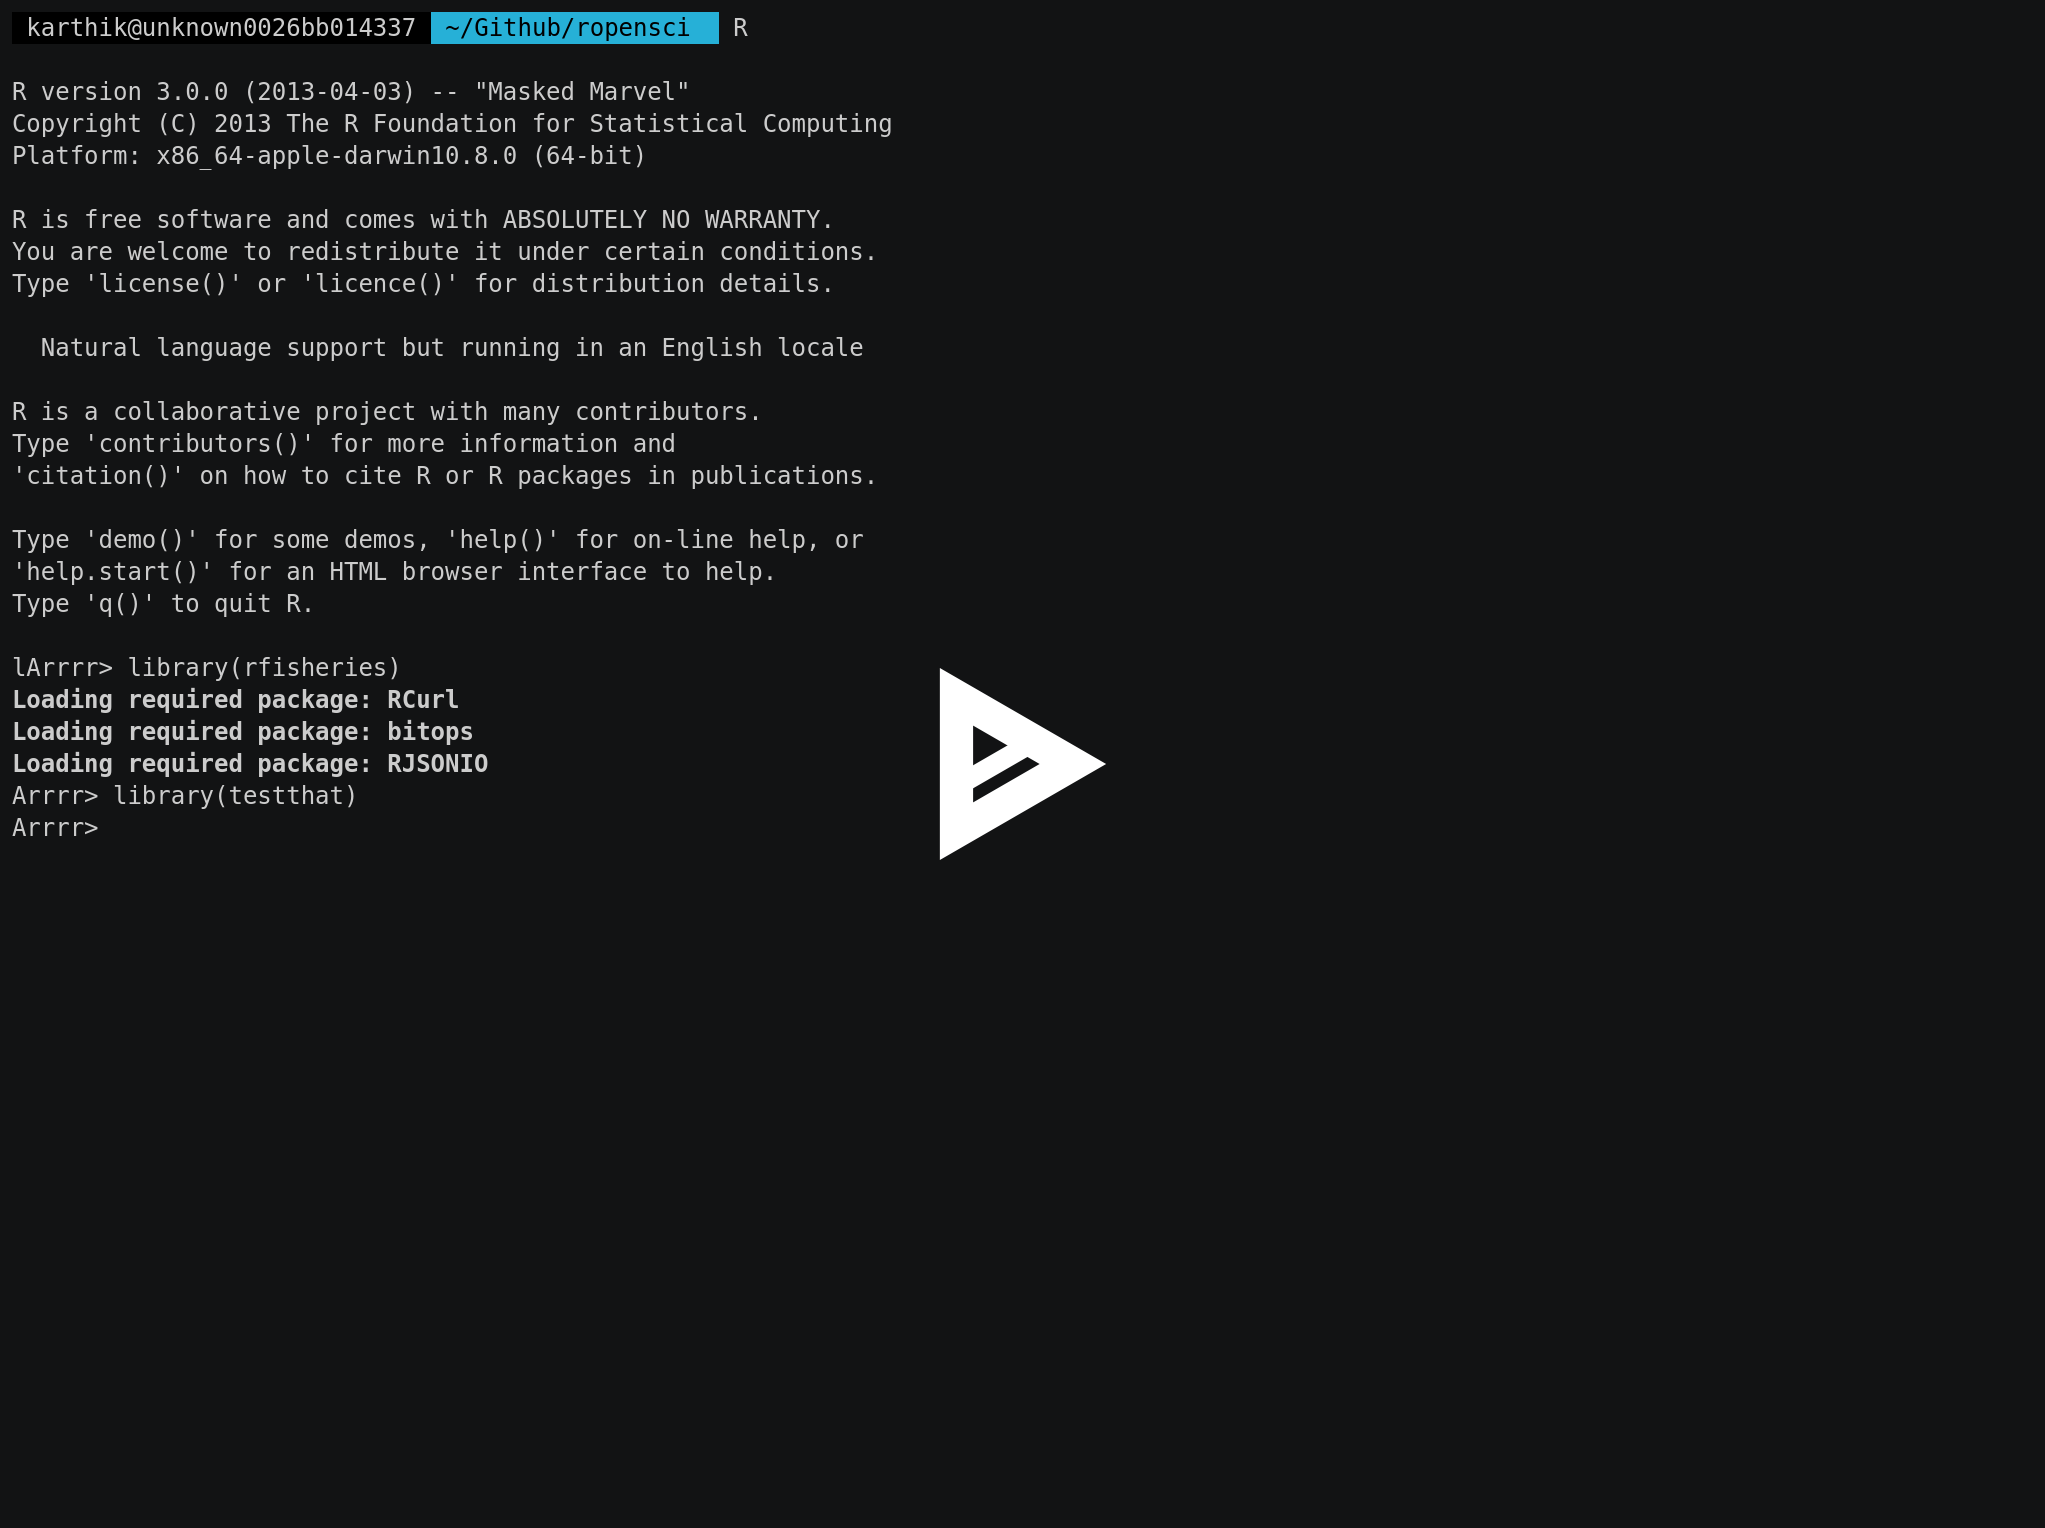 karthik@unknown0026bb014337 ~/Github/ropensci R
R version 3.0.0 (2013-04-03) -- "Masked Marvel"
Copyright (C) 2013 The R Foundation for Statistical Computing
Platform: x86_64-apple-darwin10.8.0 (64-bit)
R is free software and comes with ABSOLUTELY NO WARRANTY.
You are welcome to redistribute it under certain conditions.
Type 'license()' or 'licence()' for distribution details.
Natural language support but running in an English locale
R is a collaborative project with many contributors.
Type 'contributors()' for more information and
'citation()' on how to cite R or R packages in publications.
Type 'demo()' for some demos, 'help()' for on-line help, or
'help.start()' for an HTML browser interface to help.
Type 'q()' to quit R.
lArrrr> library(rfisheries)
Loading required package: RCurl
Loading required package: bitops
Loading required package: RJSONIO
Arrrr> library(testthat)
Arrrr>